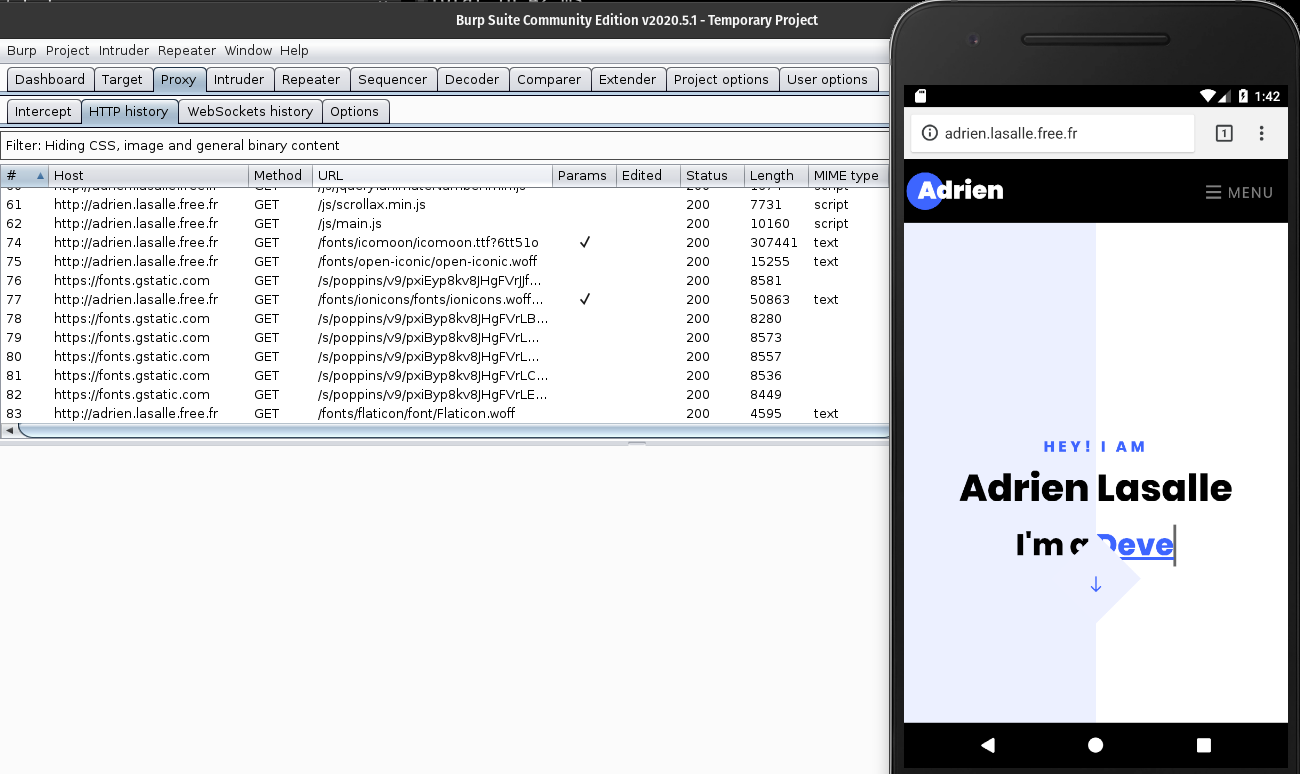 Burp Suite Community Edition v2020.5.1 - Temporary Project
Burp Project Intruder Repeater Window Help
Dashboard Target Proxy Intruder Repeater Sequencer Decoder Comparer Extender Project options User options
Intercept HTTP history WebSockets history Options
Filter: Hiding CSS, image and general binary content
# Host Method URL Params Edited Status Length MIME type
61 http://adrien.lasalle.free.fr GET /js/scrollax.min.js 200 7731 script
62 http://adrien.lasalle.free.fr GET /js/main.js 200 10160 script
74 http://adrien.lasalle.free.fr GET /fonts/icomoon/icomoon.ttf?6tt51o ✓ 200 307441 text
75 http://adrien.lasalle.free.fr GET /fonts/open-iconic/open-iconic.woff 200 15255 text
76 https://fonts.gstatic.com GET /s/poppins/v9/pxiEyp8kv8JHgFVrJJf... 200 8581
77 http://adrien.lasalle.free.fr GET /fonts/ionicons/fonts/ionicons.woff... ✓ 200 50863 text
78 https://fonts.gstatic.com GET /s/poppins/v9/pxiByp8kv8JHgFVrLB... 200 8280
79 https://fonts.gstatic.com GET /s/poppins/v9/pxiByp8kv8JHgFVrL... 200 8573
80 https://fonts.gstatic.com GET /s/poppins/v9/pxiByp8kv8JHgFVrL... 200 8557
81 https://fonts.gstatic.com GET /s/poppins/v9/pxiByp8kv8JHgFVrLC... 200 8536
82 https://fonts.gstatic.com GET /s/poppins/v9/pxiByp8kv8JHgFVrLE... 200 8449
83 http://adrien.lasalle.free.fr GET /fonts/flaticon/font/Flaticon.woff 200 4595 text
1:42
adrien.lasalle.free.fr 1
Adrien MENU
HEY! I AM
Adrien Lasalle
I'm a Deve